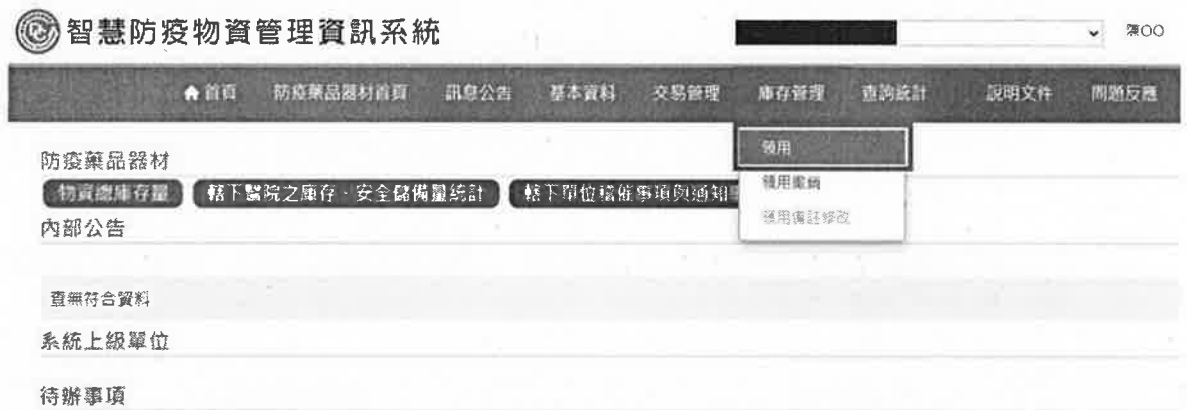 智慧防疫物資管理資訊系統
陳OO
首頁 防疫藥品器材首頁 訊息公告 基本資料 交易管理 庫存管理 查詢統計 說明文件 問題反應
領用
防疫藥品器材
物資總庫存量 轄下醫院之庫存、安全儲備量統計 轄下單位稽催事項與通知
領用撤銷
領用備註修改
內部公告
查無符合資料
系統上級單位
待辦事項